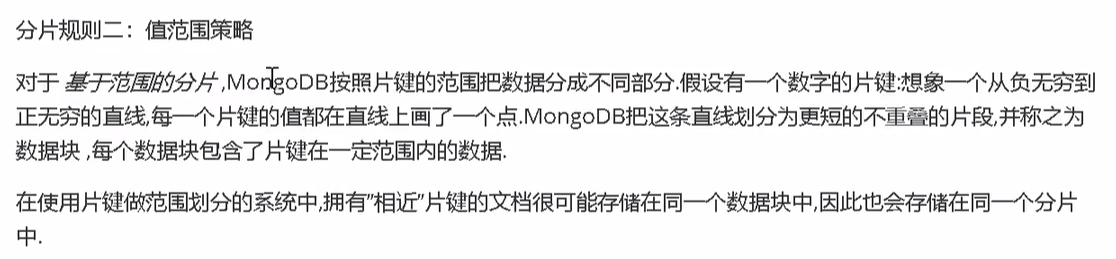 分片规则二：值范围策略
对于 基于范围的分片 ,MongoDB按照片键的范围把数据分成不同部分.假设有一个数字的片键:想象一个从负无穷到
正无穷的直线,每一个片键的值都在直线上画了一个点.MongoDB把这条直线划分为更短的不重叠的片段,并称之为
数据块 ,每个数据块包含了片键在一定范围内的数据.
在使用片键做范围划分的系统中,拥有"相近"片键的文档很可能存储在同一个数据块中,因此也会存储在同一个分片
中.